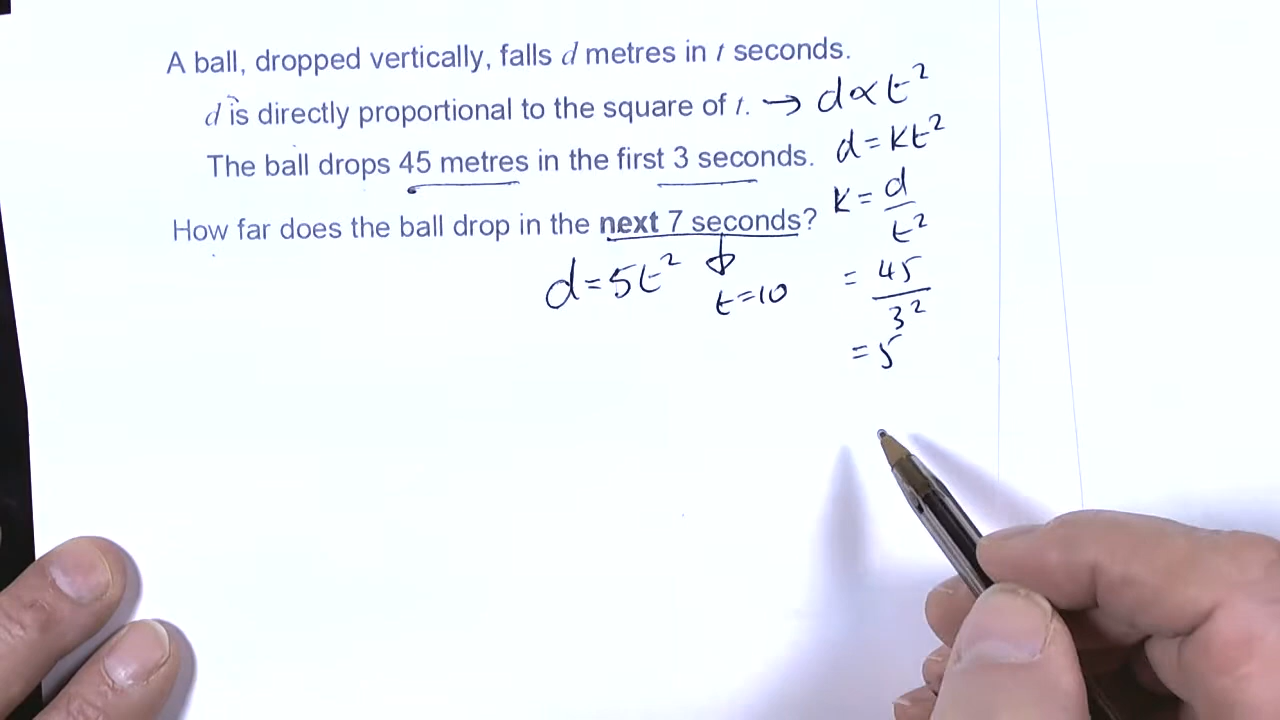 A ball, dropped vertically, falls d metres in t seconds.
d is directly proportional to the square of t. → d ∝ t²
The ball drops 45 metres in the first 3 seconds. d = kt²
How far does the ball drop in the next 7 seconds?
k = d/t²
= 45/3²
= 5
d = 5t²
t = 10